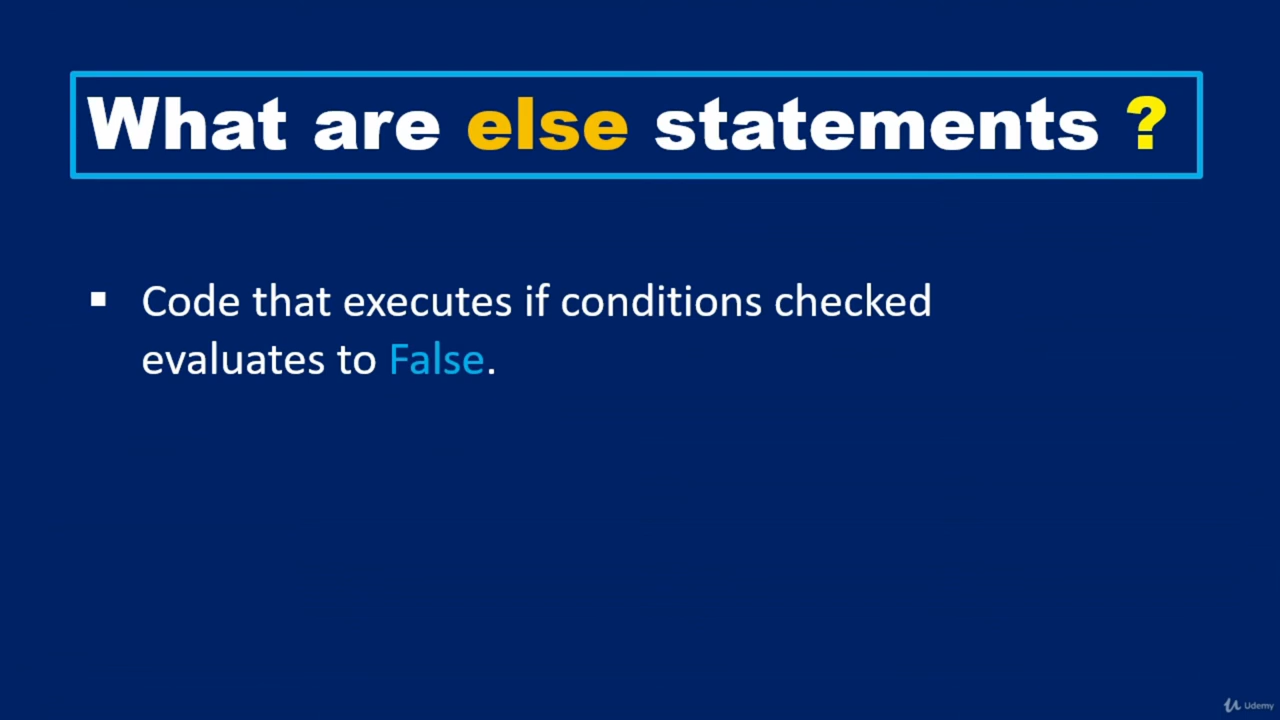 What are else statements ?
▪ Code that executes if conditions checked
evaluates to False.
Udemy